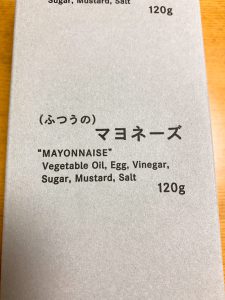 Sugar, Mustard, Salt
120g
(ふつうの)
マヨネーズ
"MAYONNAISE"
Vegetable Oil, Egg, Vinegar,
Sugar, Mustard, Salt
120g